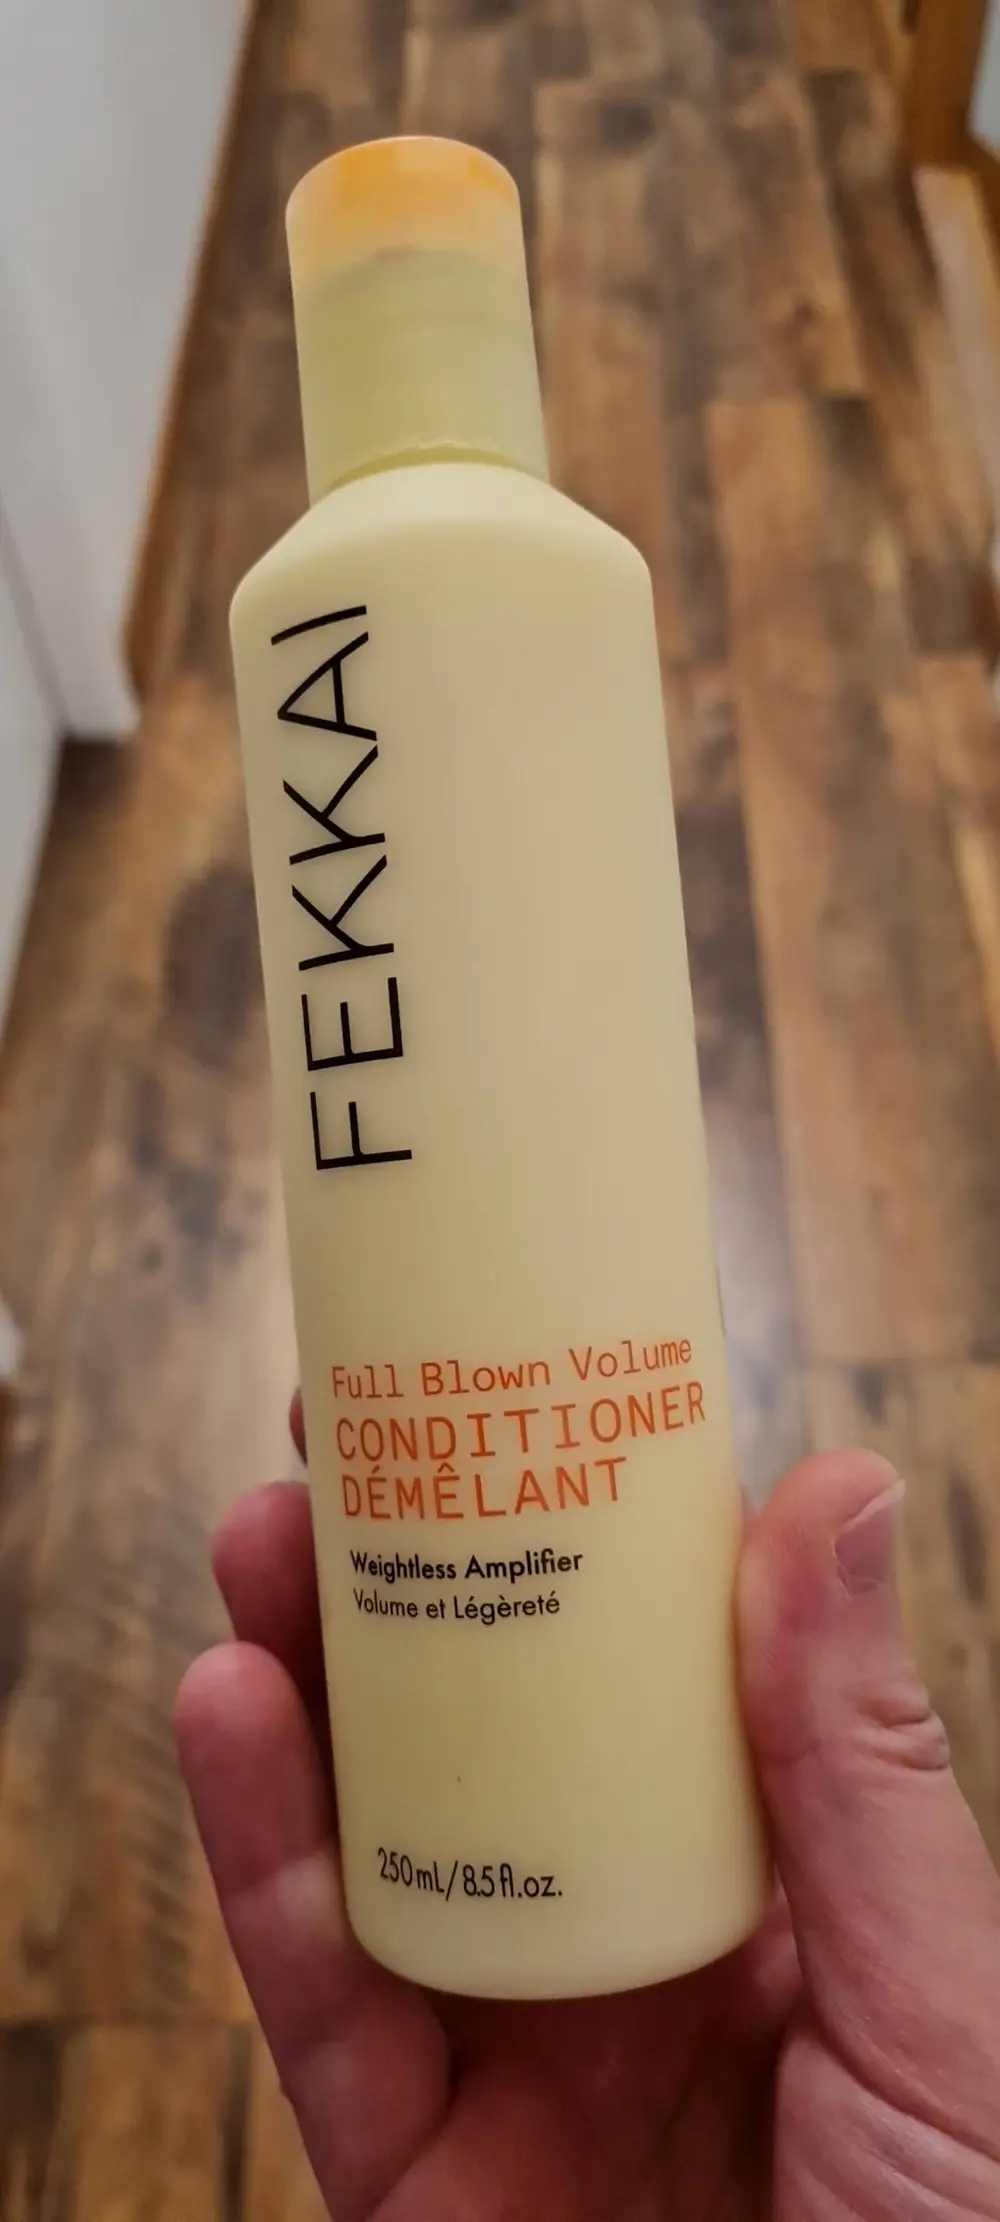 FEKKAI
Full Blown Volume
CONDITIONER
DÉMÊLANT
Weightless Amplifier
Volume et Légèreté
250mL/8.5fl.oz.